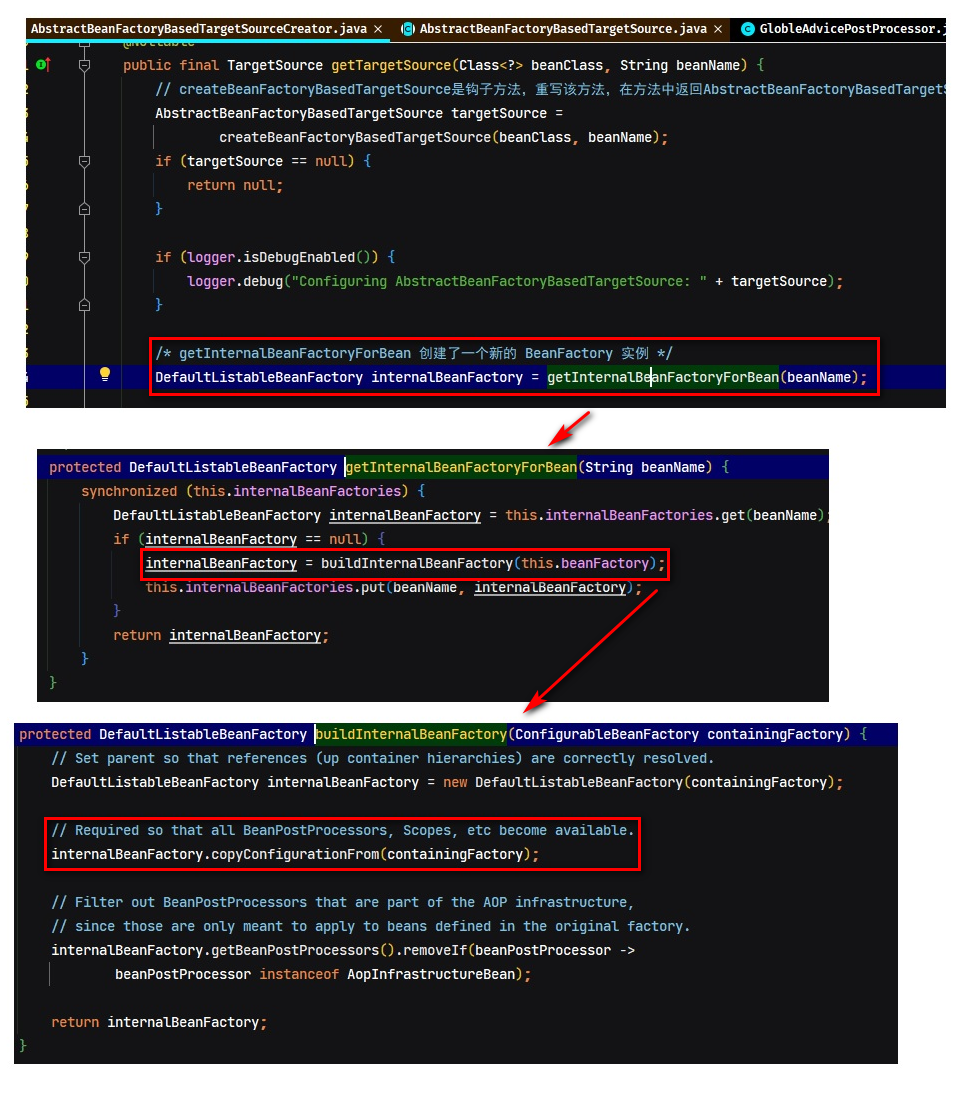 AbstractBeanFactoryBasedTargetSourceCreator.java × AbstractBeanFactoryBasedTargetSource.java × GlobleAdvicePostProcessor.j
@Nullable
public final TargetSource getTargetSource(Class<?> beanClass, String beanName) {
// createBeanFactoryBasedTargetSource是钩子方法，重写该方法，在方法中返回AbstractBeanFactoryBasedTargetS
AbstractBeanFactoryBasedTargetSource targetSource =
createBeanFactoryBasedTargetSource(beanClass, beanName);
if (targetSource == null) {
return null;
}
if (logger.isDebugEnabled()) {
logger.debug("Configuring AbstractBeanFactoryBasedTargetSource: " + targetSource);
}
/* getInternalBeanFactoryForBean 创建了一个新的 BeanFactory 实例 */
DefaultListableBeanFactory internalBeanFactory = getInternalBeanFactoryForBean(beanName);
protected DefaultListableBeanFactory getInternalBeanFactoryForBean(String beanName) {
synchronized (this.internalBeanFactories) {
DefaultListableBeanFactory internalBeanFactory = this.internalBeanFactories.get(beanName);
if (internalBeanFactory == null) {
internalBeanFactory = buildInternalBeanFactory(this.beanFactory);
this.internalBeanFactories.put(beanName, internalBeanFactory);
}
return internalBeanFactory;
}
}
protected DefaultListableBeanFactory buildInternalBeanFactory(ConfigurableBeanFactory containingFactory) {
// Set parent so that references (up container hierarchies) are correctly resolved.
DefaultListableBeanFactory internalBeanFactory = new DefaultListableBeanFactory(containingFactory);
// Required so that all BeanPostProcessors, Scopes, etc become available.
internalBeanFactory.copyConfigurationFrom(containingFactory);
// Filter out BeanPostProcessors that are part of the AOP infrastructure,
// since those are only meant to apply to beans defined in the original factory.
internalBeanFactory.getBeanPostProcessors().removeIf(beanPostProcessor ->
beanPostProcessor instanceof AopInfrastructureBean);
return internalBeanFactory;
}